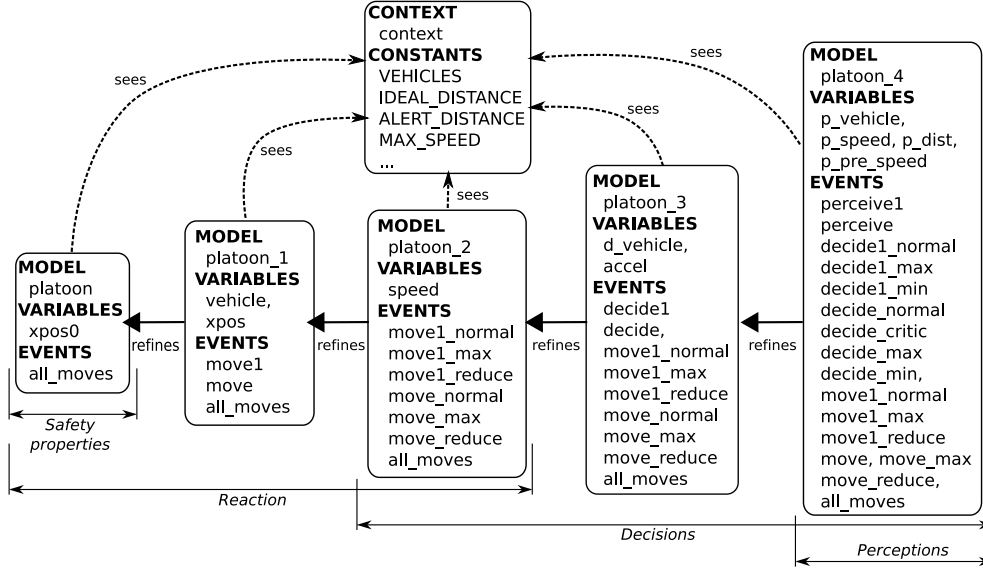 CONTEXT
context
CONSTANTS
VEHICLES
IDEAL_DISTANCE
ALERT_DISTANCE
MAX_SPEED
...
sees
sees
sees
sees
sees
MODEL
platoon
VARIABLES
xpos0
EVENTS
all_moves
refines
MODEL
platoon_1
VARIABLES
vehicle,
xpos
EVENTS
move1
move
all_moves
refines
MODEL
platoon_2
VARIABLES
speed
EVENTS
move1_normal
move1_max
move1_reduce
move_normal
move_max
move_reduce
all_moves
refines
MODEL
platoon_3
VARIABLES
d_vehicle,
accel
EVENTS
decide1
decide,
move1_normal
move1_max
move1_reduce
move_normal
move_max
move_reduce
all_moves
refines
MODEL
platoon_4
VARIABLES
p_vehicle,
p_speed, p_dist,
p_pre_speed
EVENTS
perceive1
perceive
decide1_normal
decide1_max
decide1_min
decide_normal
decide_critic
decide_max
decide_min,
move1_normal
move1_max
move1_reduce
move, move_max
move_reduce,
all_moves
Safety
properties
Reaction
Decisions
Perceptions